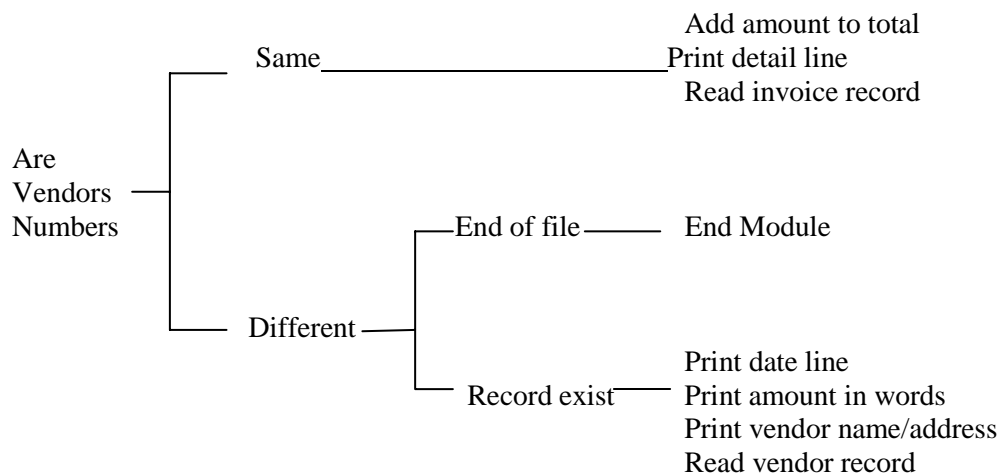 Add amount to total
Same
Print detail line
Read invoice record
Are
Vendors
Numbers
End of file
End Module
Different
Record exist
Print date line
Print amount in words
Print vendor name/address
Read vendor record